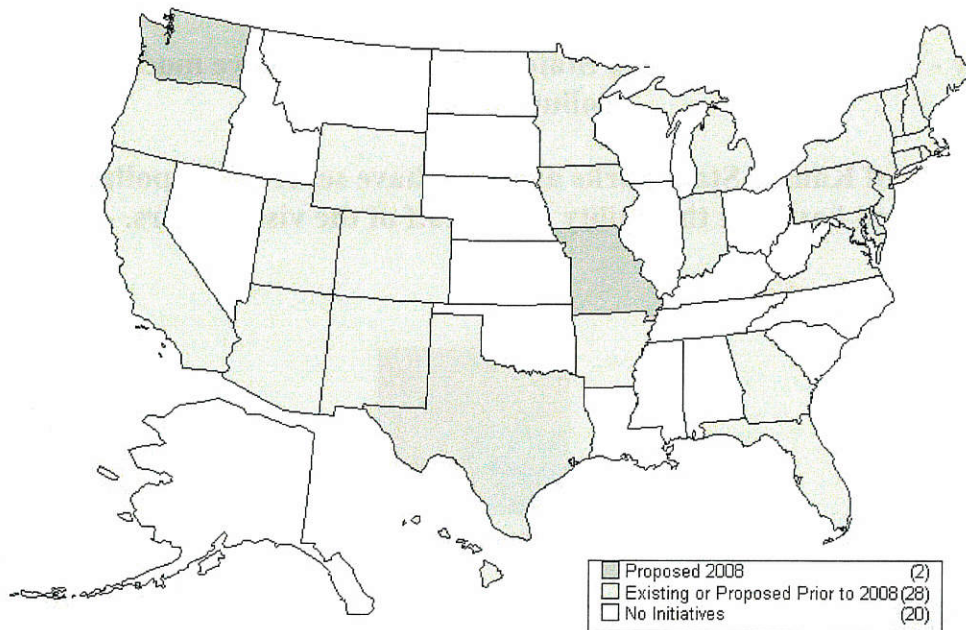 Proposed 2008 (2)
Existing or Proposed Prior to 2008 (28)
No Initiatives (20)